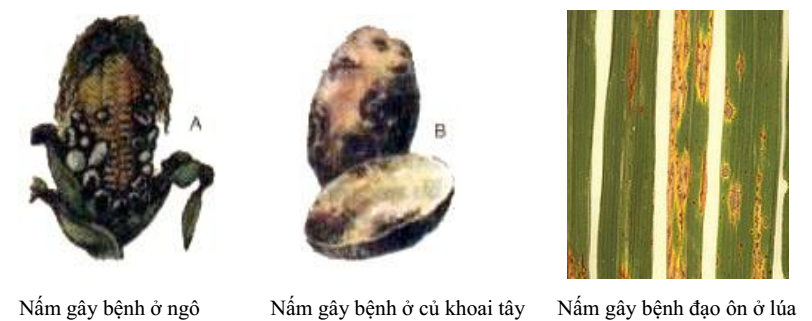 A
B
Nấm gây bệnh ở ngô
Nấm gây bệnh ở củ khoai tây
Nấm gây bệnh đạo ôn ở lúa